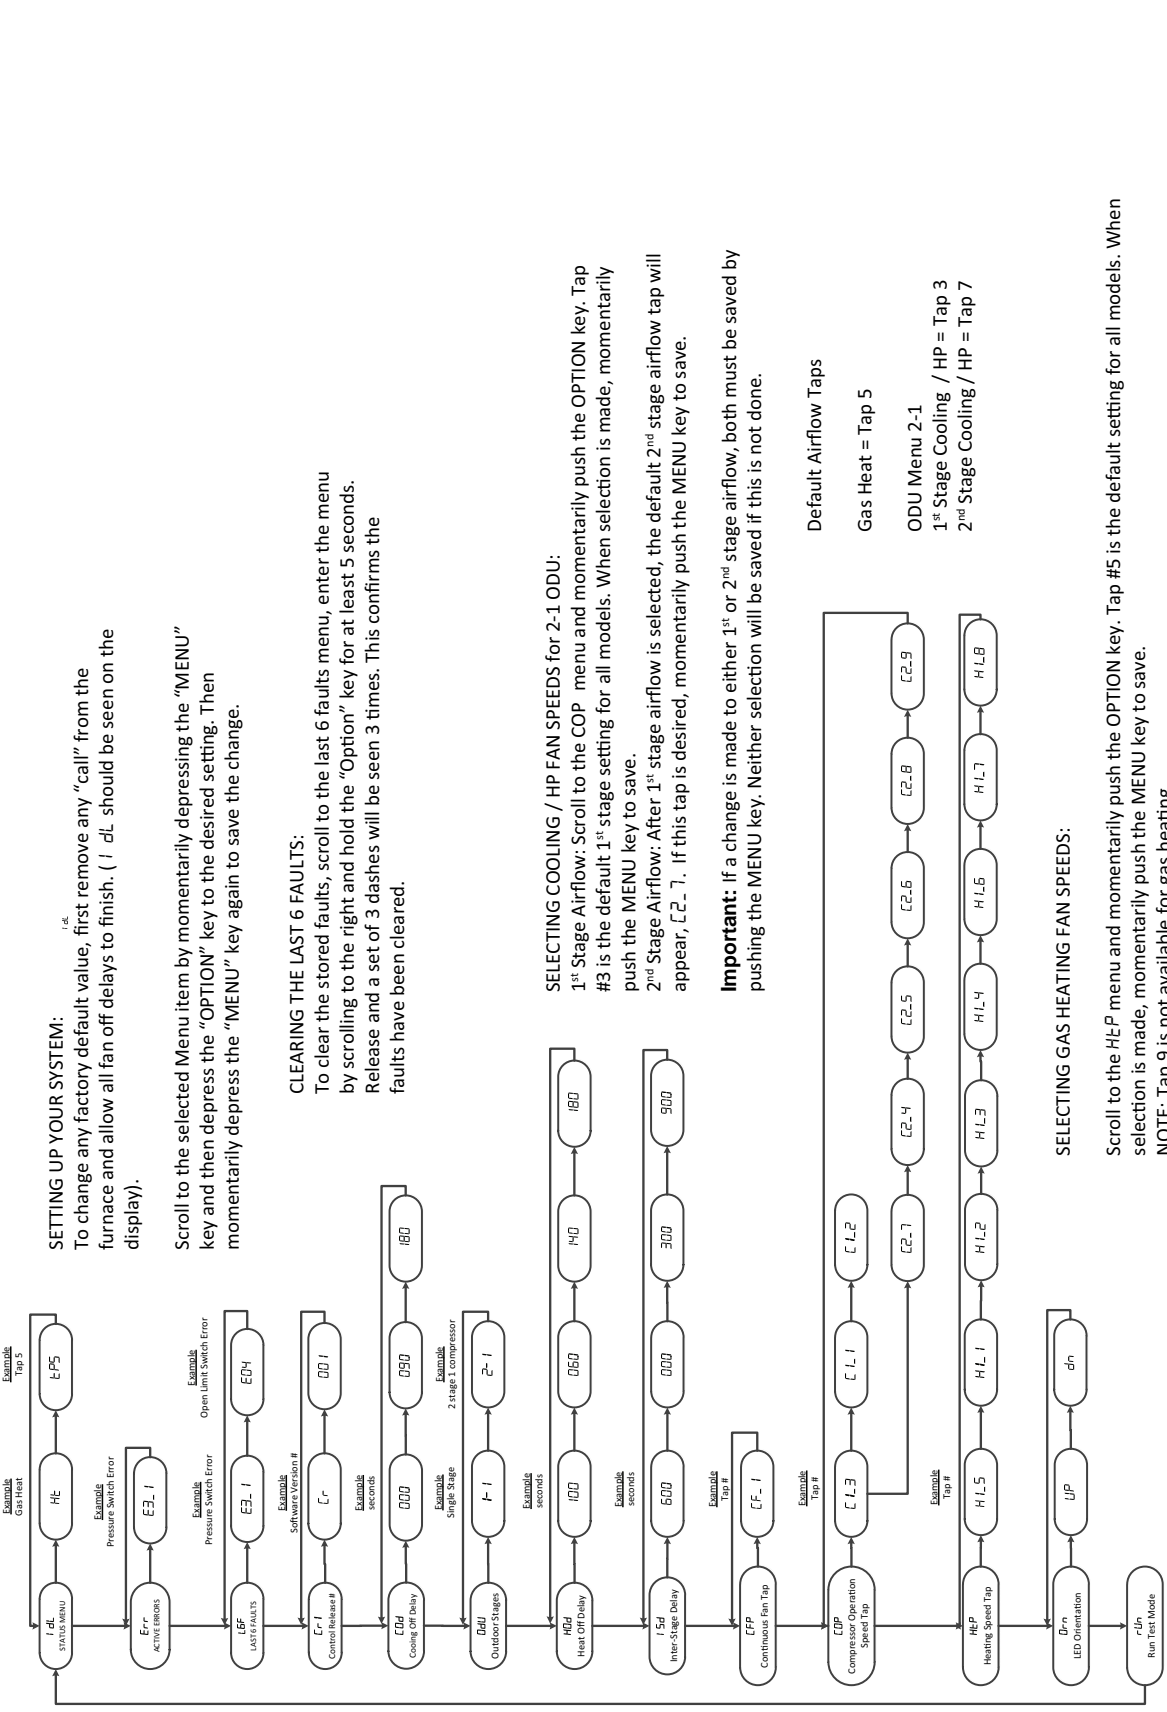 SETTING UP YOUR SYSTEM:
To change any factory default value, first remove any “call” from the
furnace and allow all fan off delays to finish. ( I dL should be seen on the
display).
I dL
Scroll to the selected Menu item by momentarily depressing the “MENU”
key and then depress the “OPTION” key to the desired setting. Then
momentarily depress the “MENU” key again to save the change.
CLEARING THE LAST 6 FAULTS:
To clear the stored faults, scroll to the last 6 faults menu, enter the menu
by scrolling to the right and hold the “Option” key for at least 5 seconds.
Release and a set of 3 dashes will be seen 3 times. This confirms the
faults have been cleared.
SELECTING COOLING / HP FAN SPEEDS for 2-1 ODU:
1st Stage Airflow: Scroll to the COP menu and momentarily push the OPTION key. Tap
#3 is the default 1st stage setting for all models. When selection is made, momentarily
push the MENU key to save.
2nd Stage Airflow: After 1st stage airflow is selected, the default 2nd stage airflow tap will
appear, C2_7. If this tap is desired, momentarily push the MENU key to save.
Important: If a change is made to either 1st or 2nd stage airflow, both must be saved by
pushing the MENU key. Neither selection will be saved if this is not done.
Default Airflow Taps
Gas Heat = Tap 5
ODU Menu 2-1
1st Stage Cooling / HP = Tap 3
2nd Stage Cooling / HP = Tap 7
SELECTING GAS HEATING FAN SPEEDS:
Scroll to the HtP menu and momentarily push the OPTION key. Tap #5 is the default setting for all models. When
selection is made, momentarily push the MENU key to save.
NOTE: Tap 9 is not available for gas heating
I dL
STATUS MENU
Example
Gas Heat
Ht
Example
Tap 5
tP5
Err
ACTIVE ERRORS
Example
Pressure Switch Error
E3_1
L6F
LAST 6 FAULTS
Example
Pressure Switch Error
E3_1
Example
Open Limit Switch Error
E04
Cr1
Control Release #
Example
Software Version #
Cr
001
COd
Cooing Off Delay
Example
seconds
000
090
180
OdU
Outdoor Stages
Example
Single Stage
1-1
Example
2 stage 1 compressor
2-1
HOd
Heat Off Delay
Example
seconds
100
060
140
180
I Sd
Inter-Stage Delay
Example
seconds
600
000
300
900
CFP
Continuous Fan Tap
Example
Tap #
CF_1
COP
Compressor Operation
Speed Tap
Example
Tap #
C1_3
C1_1
C1_2
C2_7
C2_4
C2_5
C2_6
C2_8
C2_9
HtP
Heating Speed Tap
Example
Tap #
H1_5
H1_1
H1_2
H1_3
H1_4
H1_6
H1_7
H1_8
Orn
LED Orientation
UP
dn
rUn
Run Test Mode